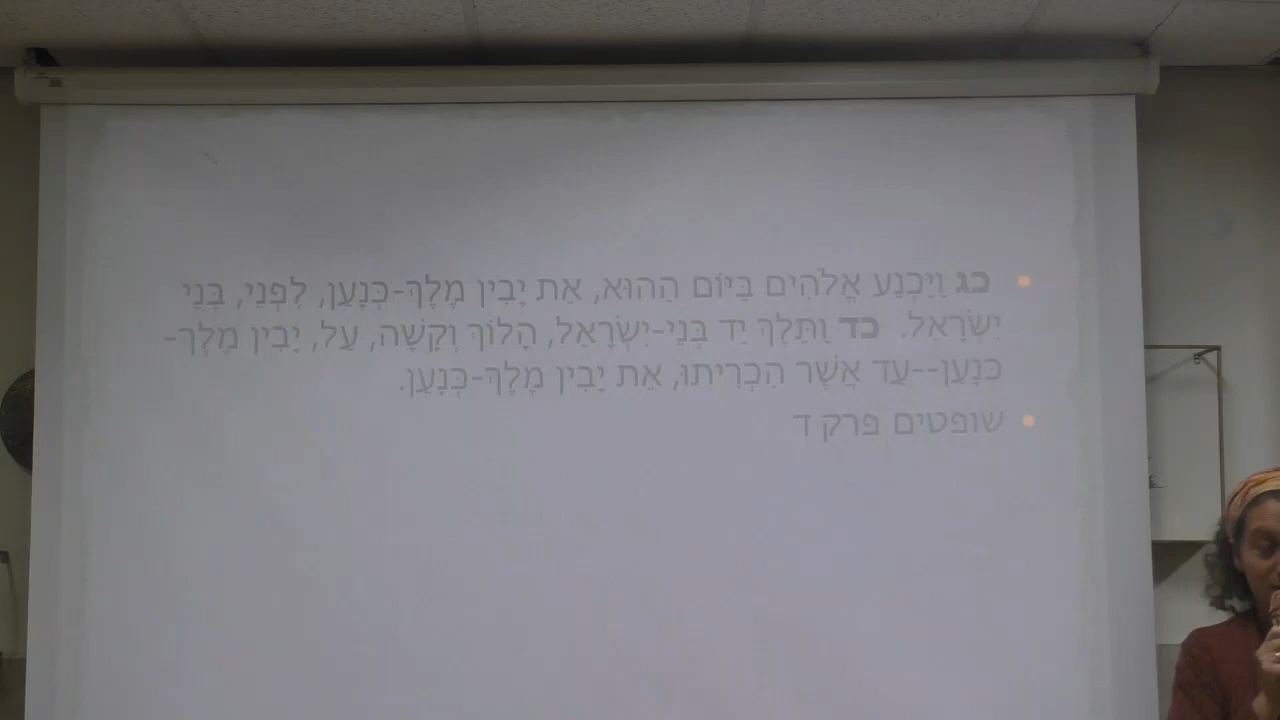 כג וַיַּכְנַע אֱלֹהִים בַּיּוֹם הַהוּא, אֵת יָבִין מֶלֶךְ-כְּנָעַן, לִפְנֵי, בְּנֵי
יִשְׂרָאֵל. כד וַתֵּלֶךְ יַד בְּנֵי-יִשְׂרָאֵל, הָלוֹךְ וְקָשָׁה, עַל, יָבִין מֶלֶךְ-
כְּנָעַן--עַד אֲשֶׁר הִכְרִיתוּ, אֵת יָבִין מֶלֶךְ-כְּנָעַן.
שופטים פרק ד